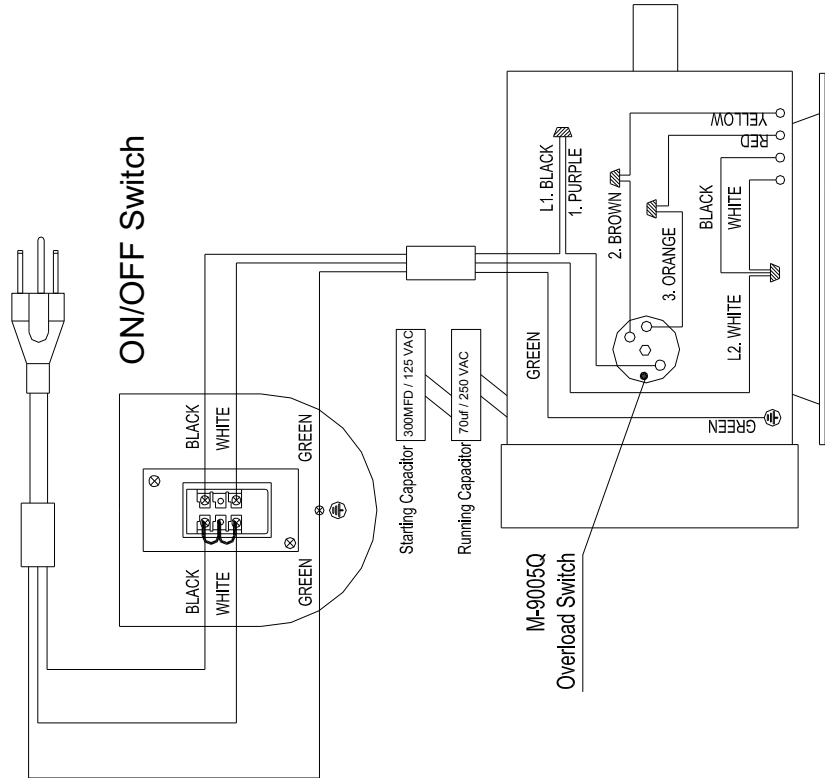 ON/OFF Switch
BLACK
WHITE
GREEN
BLACK
WHITE
GREEN
Starting Capacitor
300MFD / 125 VAC
Running Capacitor
70uf / 250 VAC
GREEN
L1. BLACK
1. PURPLE
2. BROWN
3. ORANGE
BLACK
WHITE
L2. WHITE
YELLOW
RED
GREEN
M-9005Q
Overload Switch